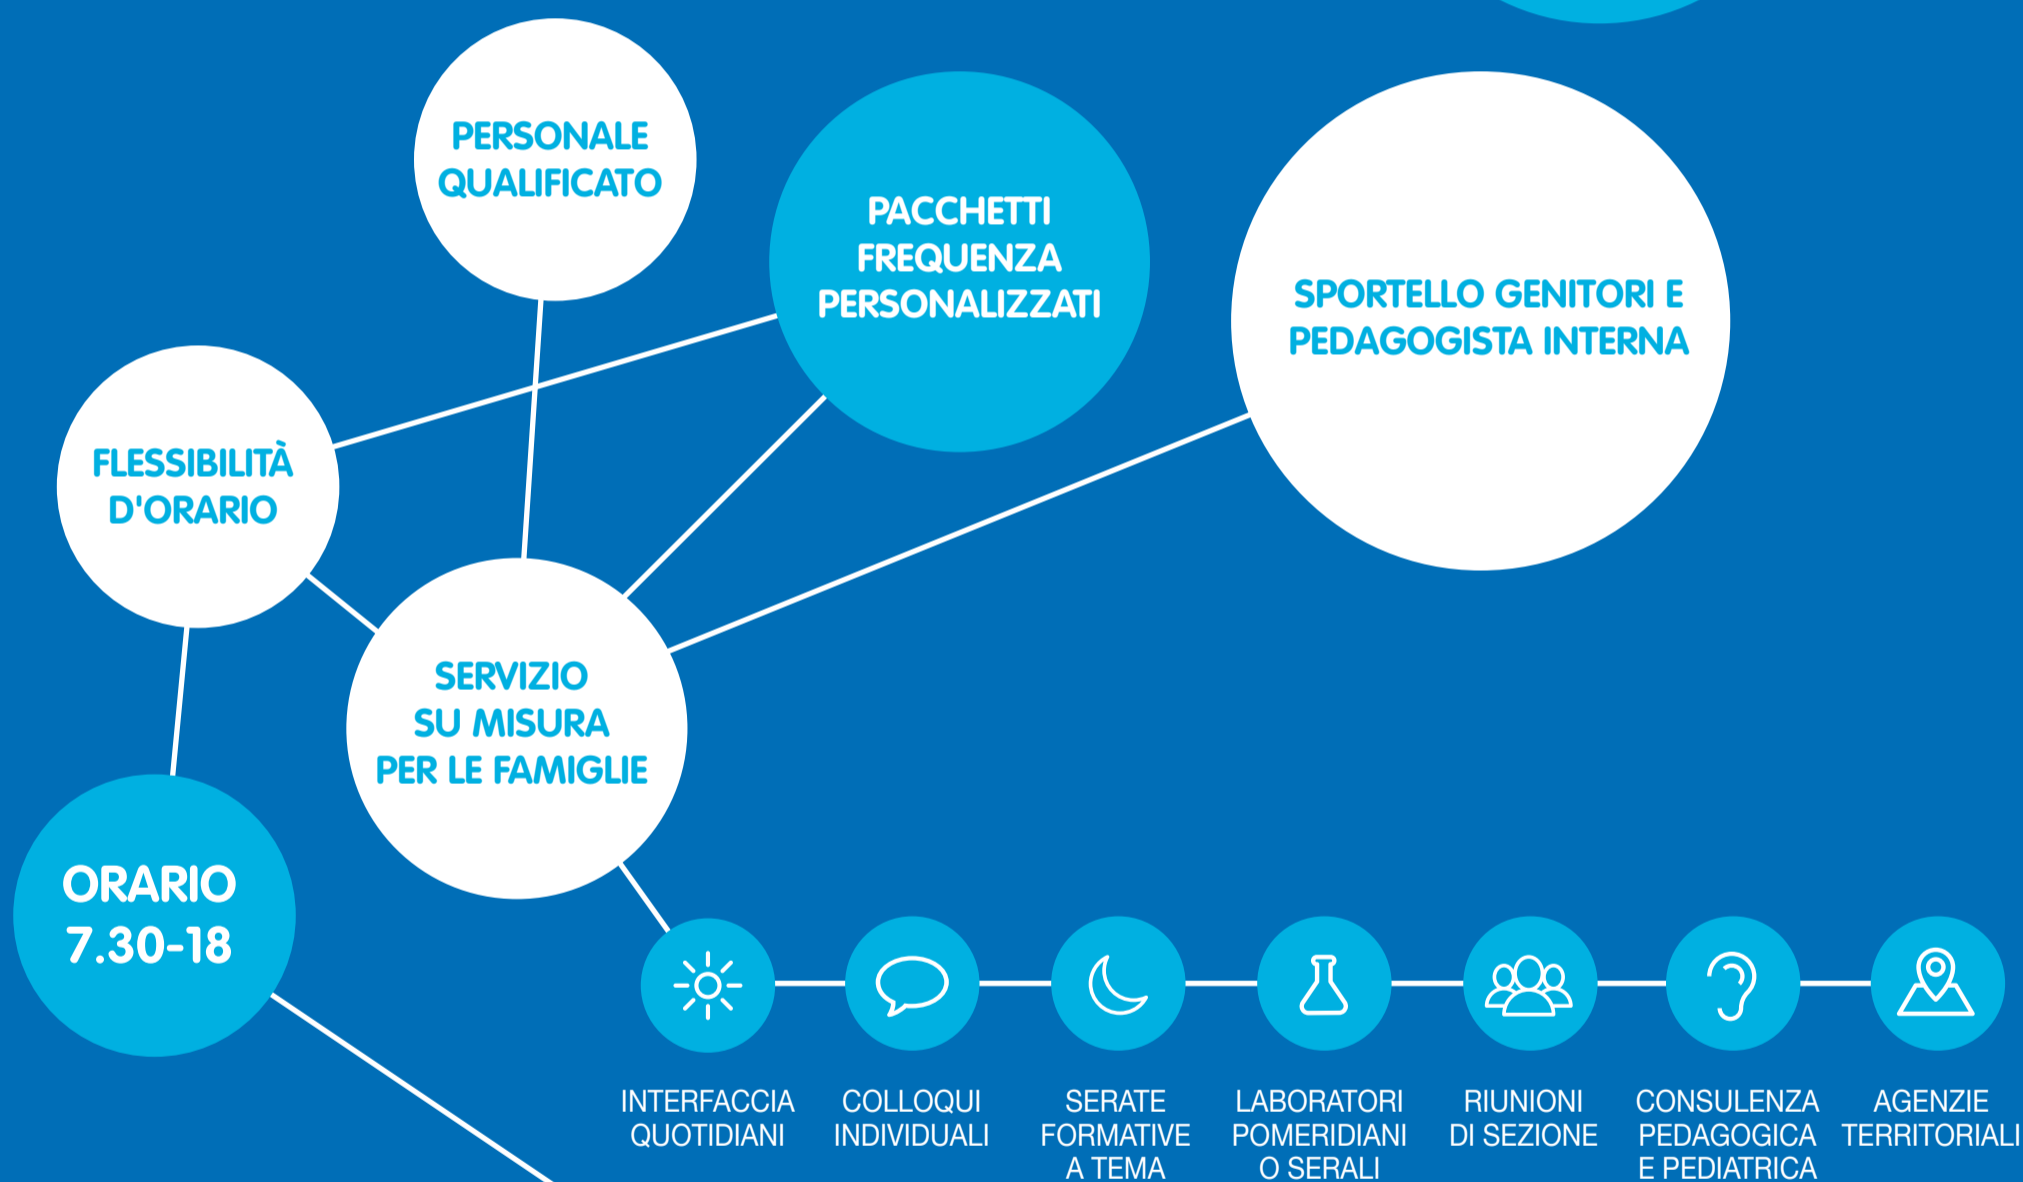 PERSONALE
QUALIFICATO
PACCHETTI
FREQUENZA
PERSONALIZZATI
SPORTELLO GENITORI E
PEDAGOGISTA INTERNA
FLESSIBILITÀ
D'ORARIO
SERVIZIO
SU MISURA
PER LE FAMIGLIE
ORARIO
7.30-18
INTERFACCIA
QUOTIDIANI
COLLOQUI
INDIVIDUALI
SERATE
FORMATIVE
A TEMA
LABORATORI
POMERIDIANI
O SERALI
RIUNIONI
DI SEZIONE
CONSULENZA
PEDAGOGICA
E PEDIATRICA
AGENZIE
TERRITORIALI